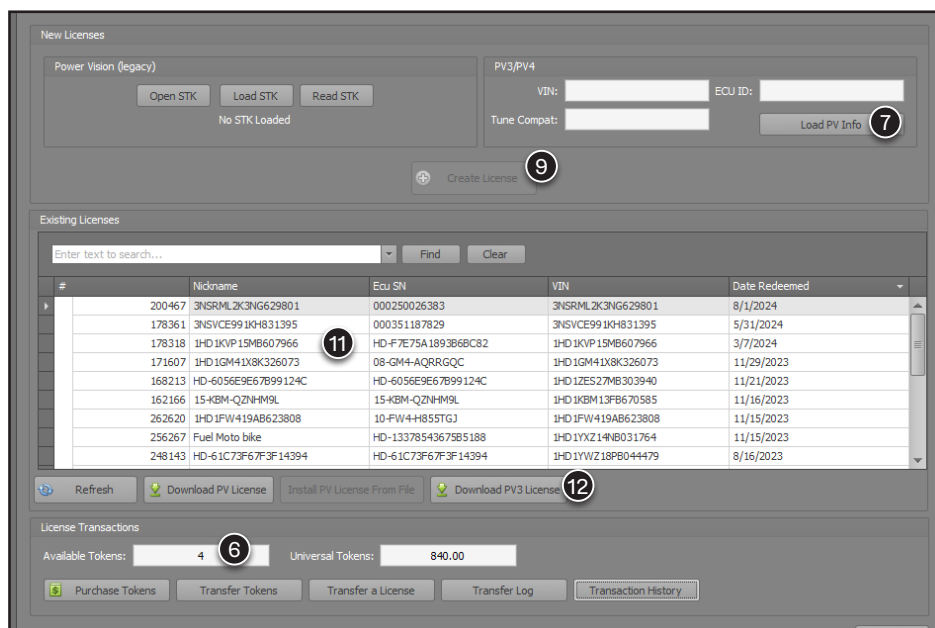 New Licenses
Power Vision (legacy)
PV3/PV4
Open STK Load STK Read STK
No STK Loaded
VIN: ECU ID:
Tune Compat: Load PV Info 7
Create License 9
Existing Licenses
Enter text to search... Find Clear
# Nickname Ecu SN VIN Date Redeemed
200467 3NSRML2K3NG629801 000250026383 3NSRML2K3NG629801 8/1/2024
178361 3NSVCE991KH831395 000351187829 3NSVCE991KH831395 5/31/2024
178318 1HD1KVP15MB607966 11 HD-F7E75A1893B6BC82 1HD1KVP15MB607966 3/7/2024
171607 1HD1GM41X8K326073 08-GM4-AQRRGQC 1HD1GM41X8K326073 11/29/2023
168213 HD-6056E9E67B99124C HD-6056E9E67B99124C 1HD1ZES27MB303940 11/21/2023
162166 15-KBM-QZNHM9L 15-KBM-QZNHM9L 1HD1KBM13FB670585 11/16/2023
262620 1HD1FW419AB623808 10-FW4-H855TGJ 1HD1FW419AB623808 11/15/2023
256267 Fuel Moto bike HD-13378543675B5188 1HD1YXZ14NB031764 11/15/2023
248143 HD-61C73F67F3F14394 HD-61C73F67F3F14394 1HD1YWZ18PB044479 8/16/2023
Refresh Download PV License Install PV License From File Download PV3 License 12
License Transactions
Available Tokens: 4 6 Universal Tokens: 840.00
Purchase Tokens Transfer Tokens Transfer a License Transfer Log Transaction History